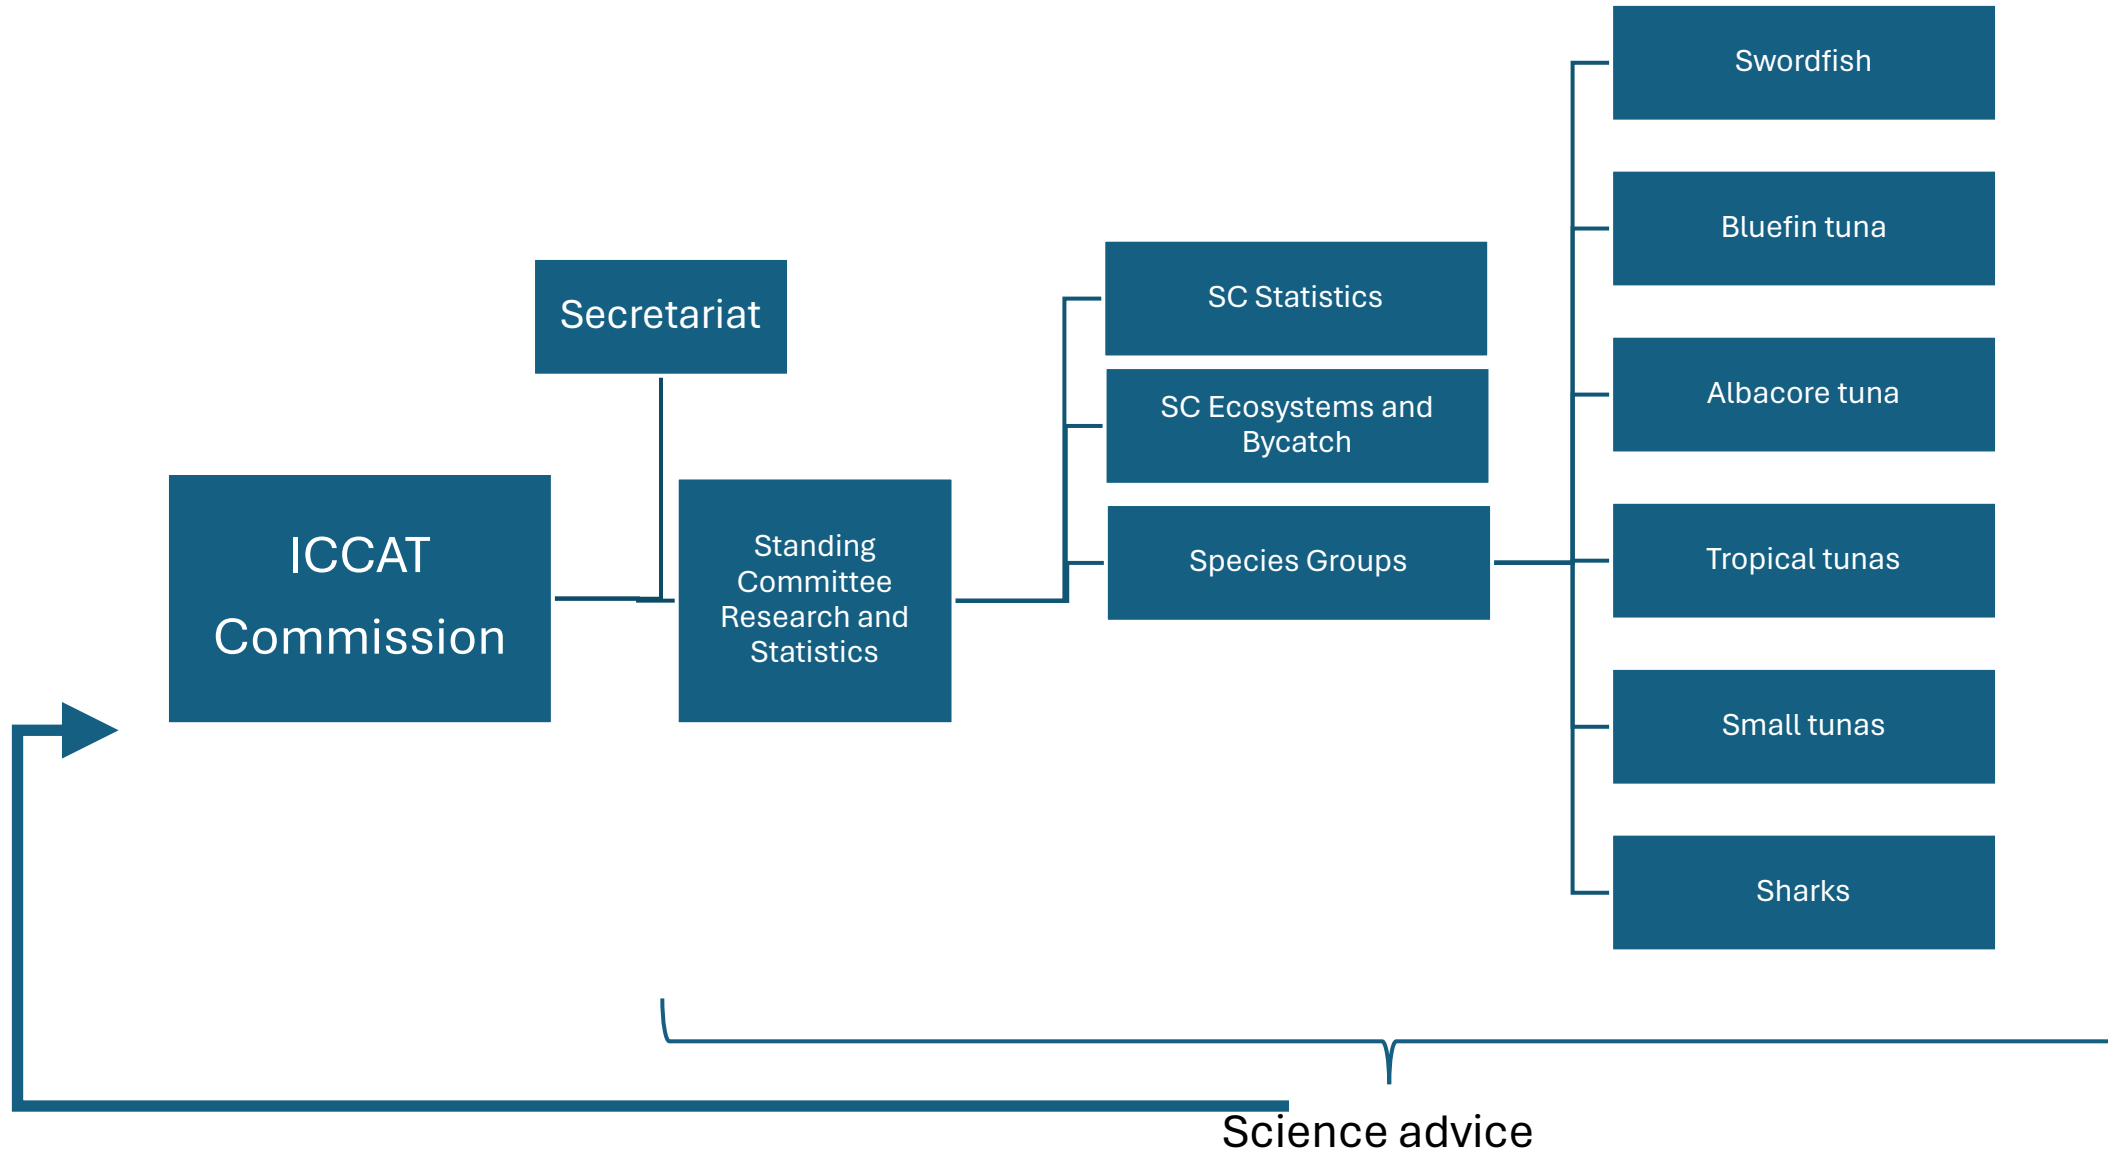 Secretariat
ICCAT
Commission
Standing
Committee
Research and
Statistics
SC Statistics
SC Ecosystems and
Bycatch
Species Groups
Swordfish
Bluefin tuna
Albacore tuna
Tropical tunas
Small tunas
Sharks
Science advice